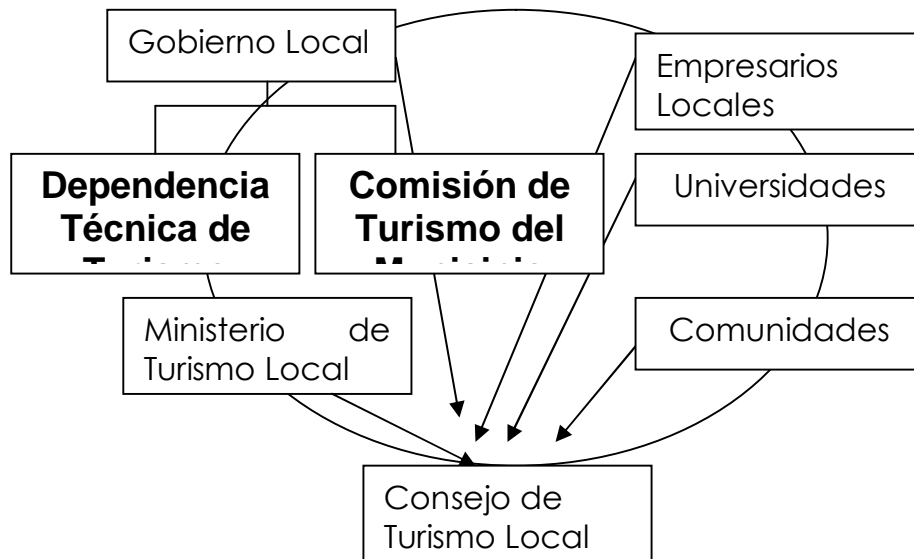 Gobierno Local
Empresarios
Locales
Dependencia
Técnica de
Comisión de
Turismo del
Universidades
Ministerio de
Turismo Local
Comunidades
Consejo de
Turismo Local